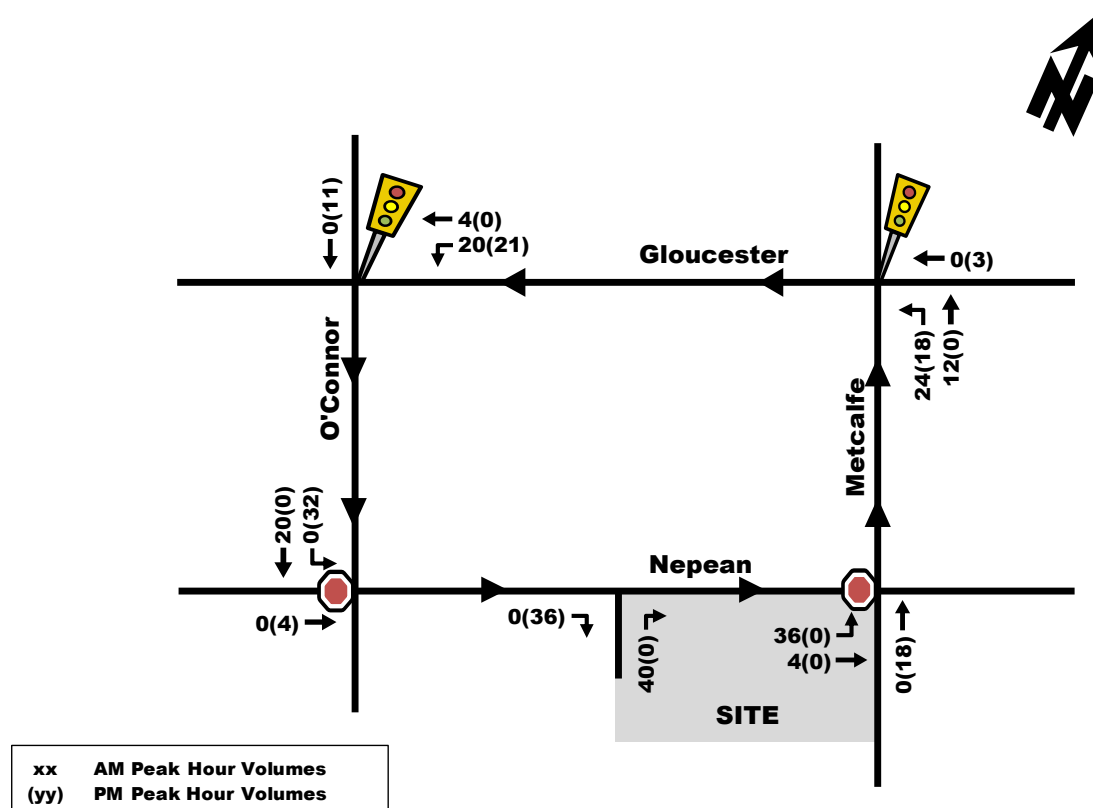 N
0(11)
4(0)
20(21)
Gloucester
0(3)
24(18)
12(0)
O'Connor
Metcalfe
20(0)
0(32)
Nepean
0(4)
0(36)
40(0)
36(0)
4(0)
0(18)
SITE
xx AM Peak Hour Volumes
(yy) PM Peak Hour Volumes